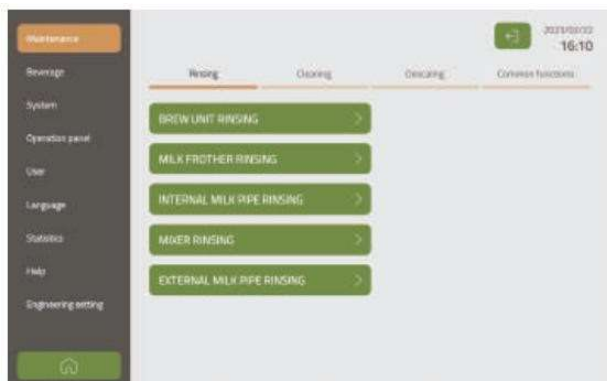 Maintenance
Beverage
System
Operation panel
User
Language
Statistics
Help
Engineering setting
16:10
Rinsing
Cleaning
Descaling
Common functions
BREW UNIT RINSING
MILK FROTHER RINSING
INTERNAL MILK PIPE RINSING
MIXER RINSING
EXTERNAL MILK PIPE RINSING